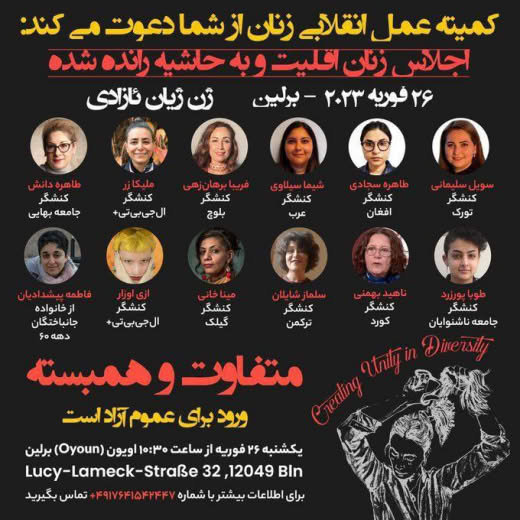 کمیته عمل انقلابی زنان از شما دعوت می کند:
اجلاس زنان اقلیت و به حاشیه رانده شده
۲۶ فوریه ۲۰۲۳ - برلین
ژن ژیان ئازادی
سویل سلیمانی
کنشگر
تورک
طاهره سجادی
کنشگر
افغان
شیما سیلاوی
کنشگر
عرب
فریبا برهان‌زهی
کنشگر
بلوچ
ملیکا زر
کنشگر
ال‌جی‌بی‌تی+
طاهره دانش
کنشگر
جامعه بهایی
طوبا پورزرد
کنشگر
جامعه ناشنوایان
ناهید بهمنی
کنشگر
کورد
سلماز شابلان
کنشگر
ترکمن
مینا خانی
کنشگر
گیلک
ازی اوزار
کنشگر
ال‌جی‌بی‌تی+
فاطمه پیشدادیان
از خانواده
جانباختگان
دهه ۶۰
متفاوت و همبسته
Creating Unity in Diversity
ورود برای عموم آزاد است
یکشنبه ۲۶ فوریه از ساعت ۱۰:۳۰ اویون (Oyoun) برلین
Lucy-Lameck-Straße 32 ,12049 Bln
برای اطلاعات بیشتر با شماره ۴۹۱۷۶۴۱۵۴۲۴۴۷+ تماس بگیرید